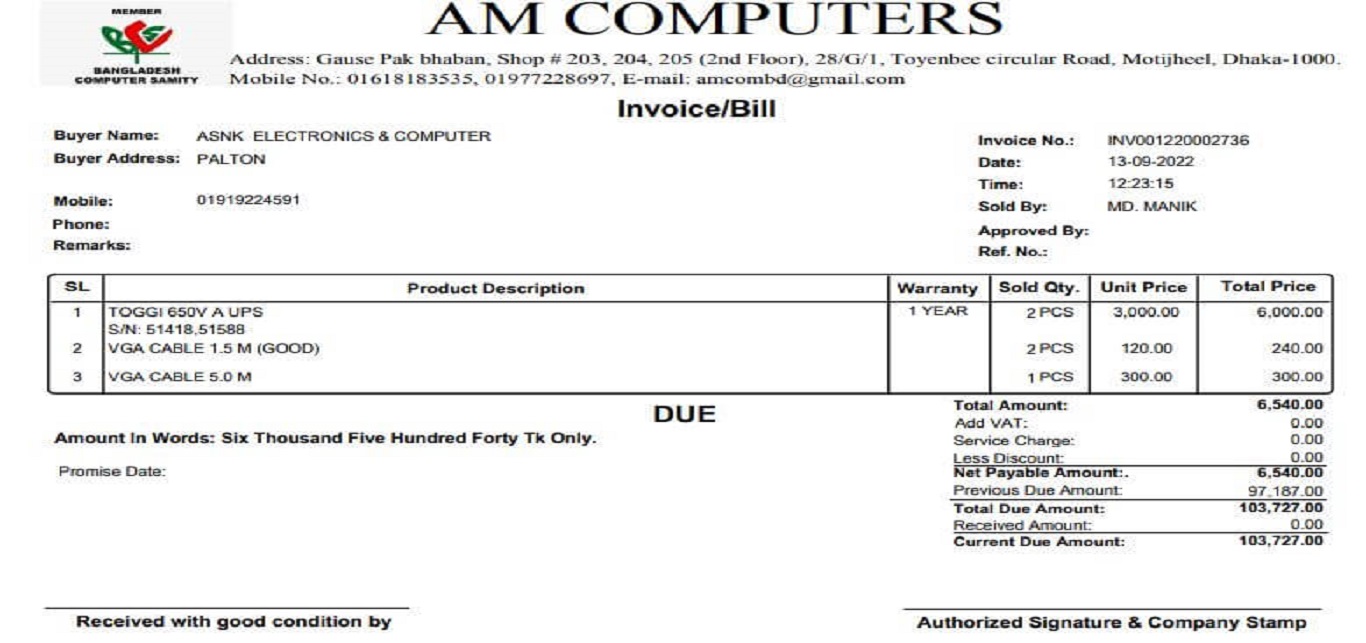 MEMBER
BCS
BANGLADESH
COMPUTER SAMITY
AM COMPUTERS
Address: Gause Pak bhaban, Shop # 203, 204, 205 (2nd Floor), 28/G/1, Toyenbee circular Road, Motijheel, Dhaka-1000.
Mobile No.: 01618183535, 01977228697, E-mail: amcombd@gmail.com
Invoice/Bill
Buyer Name: ASNK ELECTRONICS & COMPUTER
Buyer Address: PALTON
Mobile: 01919224591
Phone:
Remarks:
Invoice No.: INV001220002736
Date: 13-09-2022
Time: 12:23:15
Sold By: MD. MANIK
Approved By:
Ref. No.:
SL Product Description Warranty Sold Qty. Unit Price Total Price
1 TOGGI 650V A UPS 1 YEAR 2 PCS 3,000.00 6,000.00
S/N: 51418,51588
2 VGA CABLE 1.5 M (GOOD) 2 PCS 120.00 240.00
3 VGA CABLE 5.0 M 1 PCS 300.00 300.00
DUE
Amount In Words: Six Thousand Five Hundred Forty Tk Only.
Promise Date:
Total Amount: 6,540.00
Add VAT: 0.00
Service Charge: 0.00
Less Discount: 0.00
Net Payable Amount:. 6,540.00
Previous Due Amount: 97,187.00
Total Due Amount: 103,727.00
Received Amount: 0.00
Current Due Amount: 103,727.00
Received with good condition by
Authorized Signature & Company Stamp